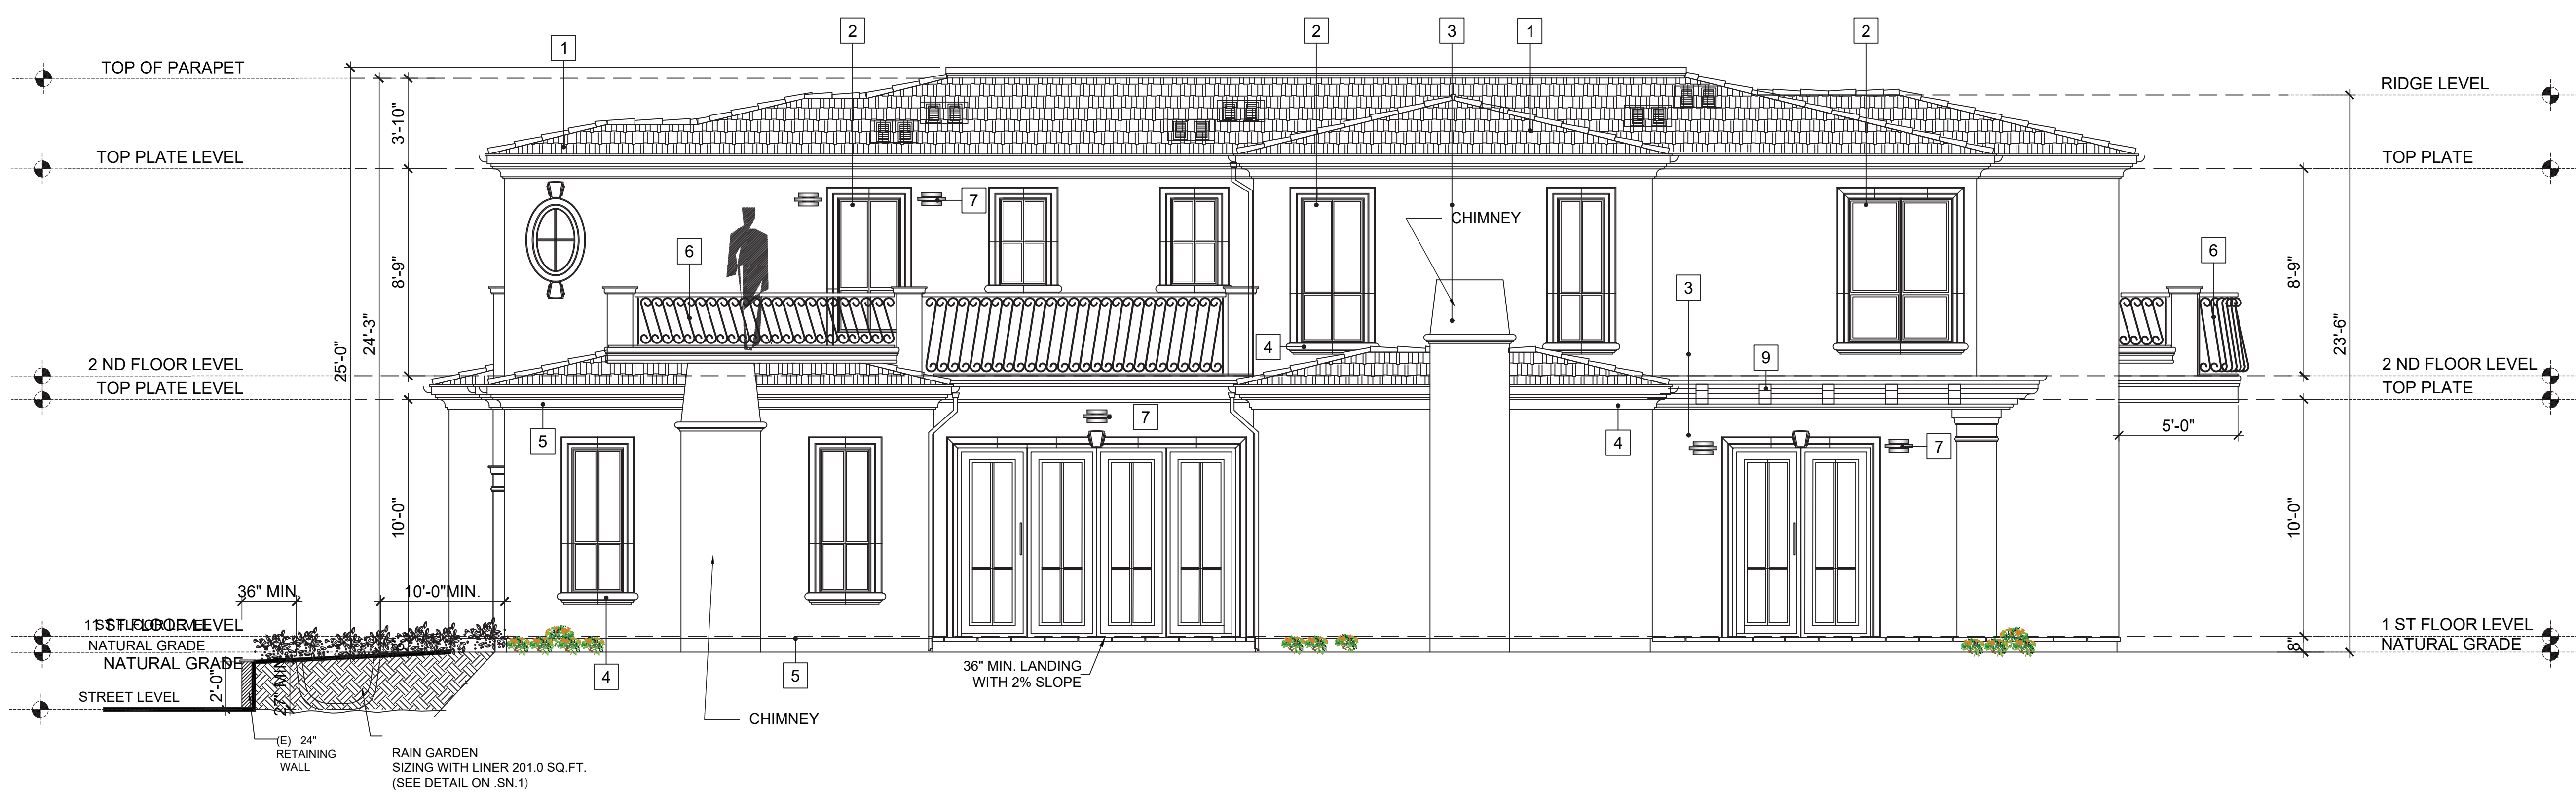 1
2
2
3
1
2
TOP OF PARAPET
RIDGE LEVEL
3'-10"
TOP PLATE LEVEL
TOP PLATE
7
CHIMNEY
6
6
3
8'-9"
8'-9"
25'-0"
24'-3"
23'-6"
4
9
2 ND FLOOR LEVEL
2 ND FLOOR LEVEL
TOP PLATE LEVEL
TOP PLATE
5
7
4
7
5'-0"
10'-0"
10'-0"
36" MIN.
10'-0"MIN.
1 ST FLOOR LEVEL
1 ST FLOOR LEVEL
NATURAL GRADE
NATURAL GRADE
NATURAL GRADE
8"
2'-0"
27" MIN
STREET LEVEL
4
5
36" MIN. LANDING
WITH 2% SLOPE
CHIMNEY
(E) 24"
RETAINING
WALL
RAIN GARDEN
SIZING WITH LINER 201.0 SQ.FT.
(SEE DETAIL ON .SN.1)